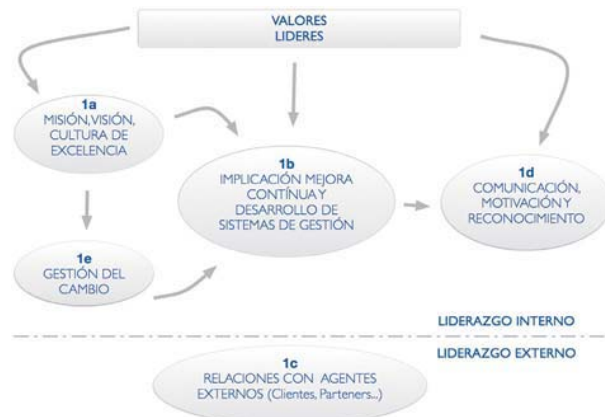 VALORES
LIDERES
1a
MISIÓN,VISIÓN,
CULTURA DE
EXCELENCIA
1b
IMPLICACIÓN MEJORA
CONTÍNUA Y
DESARROLLO DE
SISTEMAS DE GESTIÓN
1d
COMUNICACIÓN,
MOTIVACIÓN Y
RECONOCIMIENTO
1e
GESTIÓN DEL
CAMBIO
LIDERAZGO INTERNO
LIDERAZGO EXTERNO
1c
RELACIONES CON AGENTES
EXTERNOS (Clientes, Parteners...)